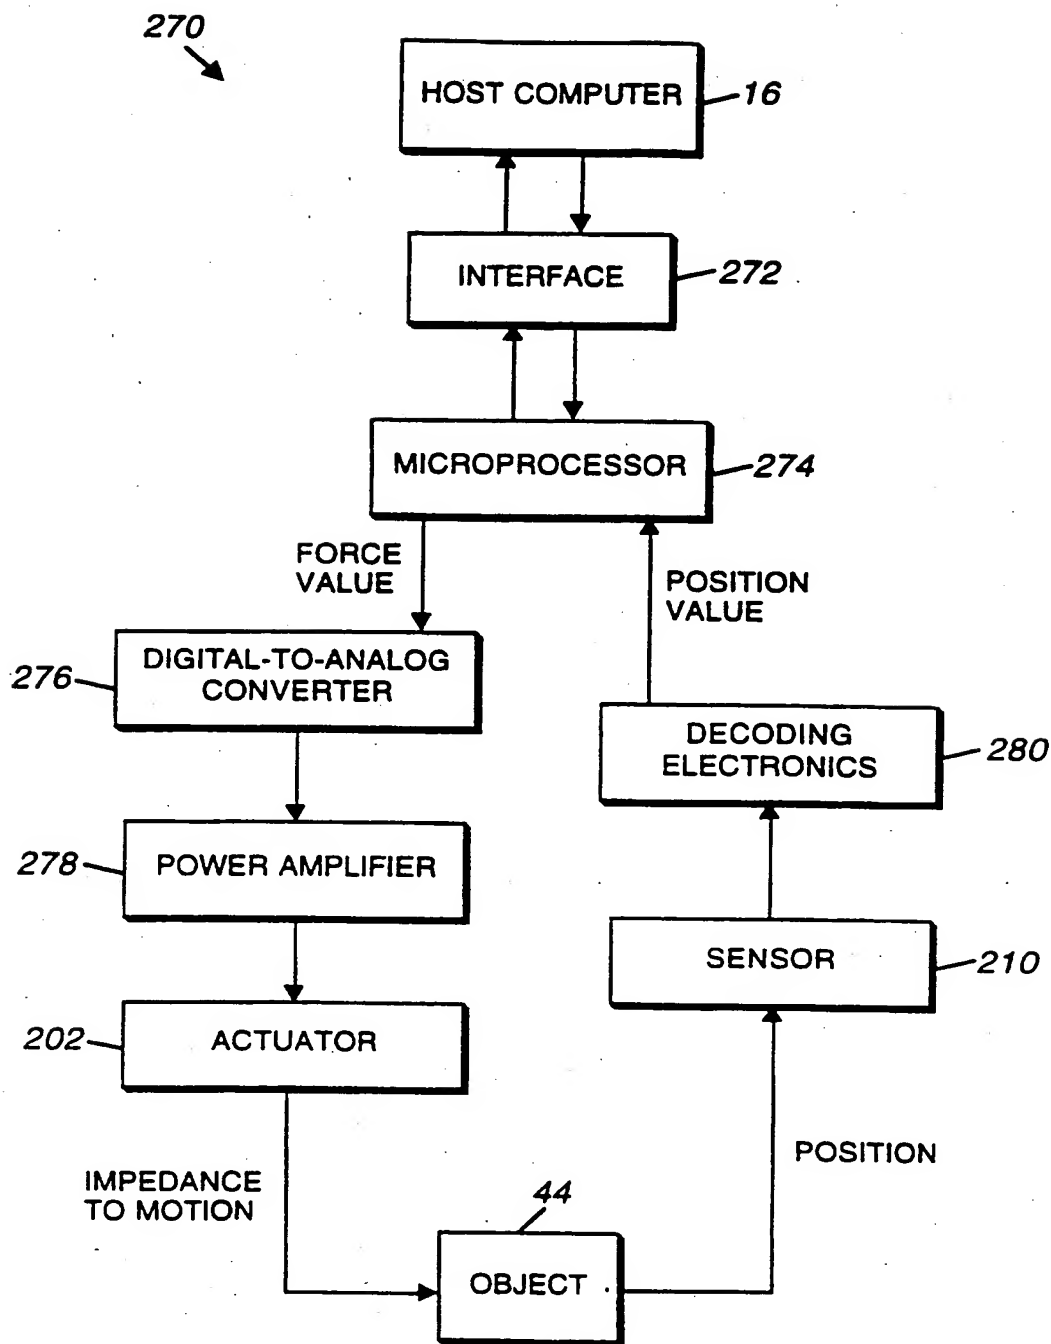 270
HOST COMPUTER
16
INTERFACE
272
MICROPROCESSOR
274
FORCE
VALUE
POSITION
VALUE
DIGITAL-TO-ANALOG
CONVERTER
276
DECODING
ELECTRONICS
280
POWER AMPLIFIER
278
SENSOR
210
ACTUATOR
202
POSITION
IMPEDANCE
TO MOTION
44
OBJECT